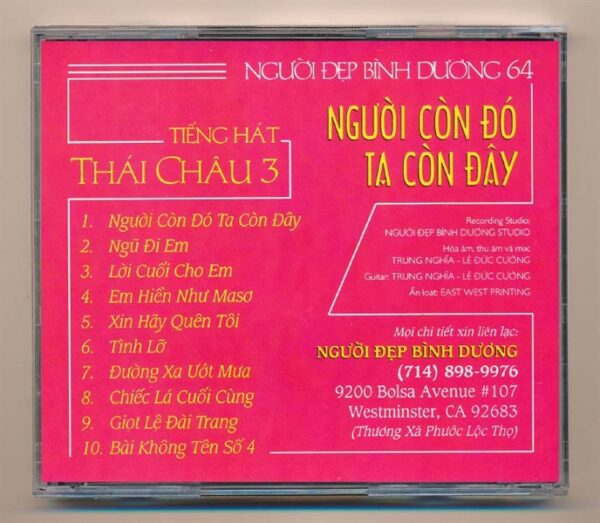 NGƯỜI ĐẸP BÌNH DƯƠNG 64
TIẾNG HÁT
THÁI CHÂU 3
NGƯỜI CÒN ĐÓ
TA CÒN ĐÂY
1. Người Còn Đó Ta Còn Đây
2. Ngũ Đi Em
3. Lời Cuối Cho Em
4. Em Hiền Như Masơ
5. Xin Hãy Quên Tôi
6. Tình Lỡ
7. Đường Xa Ướt Mưa
8. Chiếc Lá Cuối Cùng
9. Giọt Lệ Đài Trang
10. Bài Không Tên Số 4
Recording Studio:
NGƯỜI ĐẸP BÌNH DƯƠNG STUDIO
Hòa âm, thu âm và mix:
TRUNG NGHĨA - LÊ ĐỨC CƯỜNG
Guitar: TRUNG NGHĨA - LÊ ĐỨC CƯỜNG
Ấn loát: EAST WEST PRINTING
Mọi chi tiết xin liên lạc:
NGƯỜI ĐẸP BÌNH DƯƠNG
(714) 898-9976
9200 Bolsa Avenue #107
Westminster, CA 92683
(Thương Xá Phước Lộc Thọ)